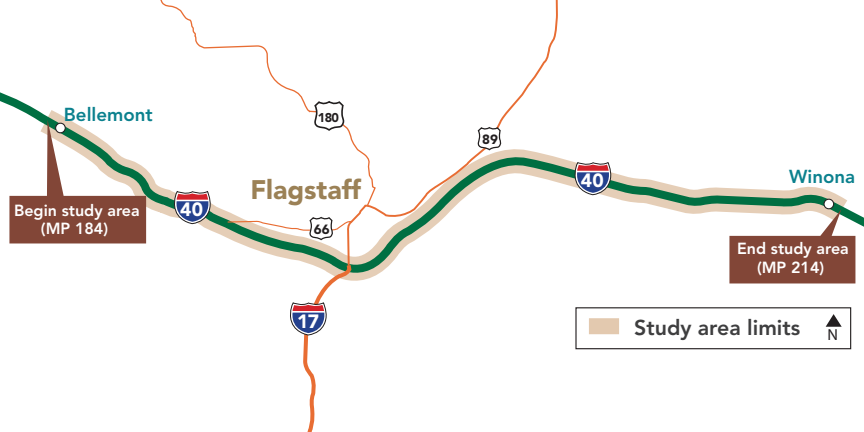 180
89
Bellemont
40
Winona
Flagstaff
40
Begin study area
(MP 184)
66
End study area
(MP 214)
17
Study area limits
N